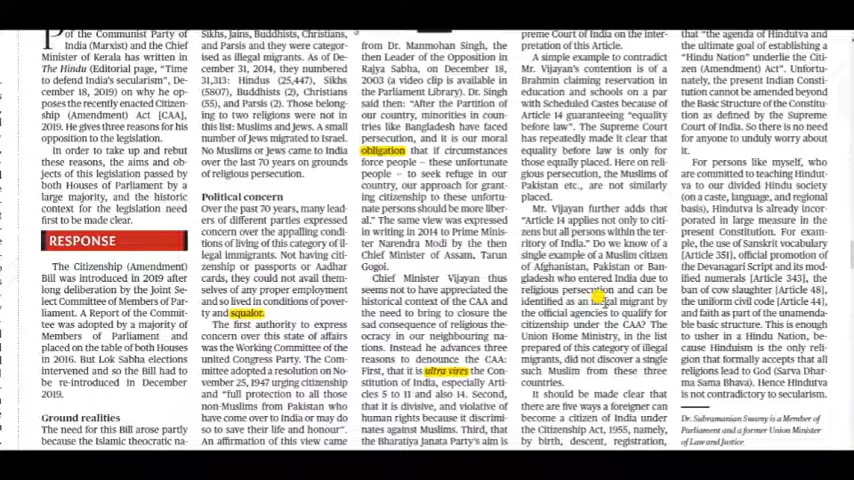 of the Communist Party of
India (Marxist) and the Chief
Minister of Kerala has written in
The Hindu (Editorial page, "Time
to defend India's secularism", De-
cember 18, 2019) on why he op-
poses the recently enacted Citizen-
ship (Amendment) Act [CAA],
2019. He gives three reasons for his
opposition to the legislation.
In order to take up and rebut
these reasons, the aims and ob-
jects of this legislation passed by
both Houses of Parliament by a
large majority, and the historic
context for the legislation need
first to be made clear.
RESPONSE
The Citizenship (Amendment)
Bill was introduced in 2019 after
long deliberation by the Joint Se-
lect Committee of Members of Par-
liament. A Report of the Commit-
tee was adopted by a majority of
Members of Parliament and
placed on the table of both Houses
in 2016. But Lok Sabha elections
intervened and so the Bill had to
be re-introduced in December
2019.
Ground realities
The need for this Bill arose partly
because the Islamic theocratic na-
Sikhs, Jains, Buddhists, Christians,
and Parsis and they were categor-
ised as illegal migrants. As of De-
cember 31, 2014, they numbered
31,313: Hindus (25,447), Sikhs
(5807), Buddhists (2), Christians
(55), and Parsis (2). Those belong-
ing to two religions were not in
this list: Muslims and Jews. A small
number of Jews migrated to Israel.
No Muslims or Jews came to India
over the last 70 years on grounds
of religious persecution.
Political concern
Over the past 70 years, many lead-
ers of different parties expressed
concern over the appalling condi-
tions of living of this category of il-
legal immigrants. Not having citi-
zenship or passports or Aadhar
cards, they could not avail them-
selves of any proper employment
and so lived in conditions of pover-
ty and squalor.
The first authority to express
concern over this state of affairs
was the Working Committee of the
united Congress Party. The Com-
mittee adopted a resolution on No-
vember 25, 1947 urging citizenship
and "full protection to all those
non-Muslims from Pakistan who
have come over to India or may do
so to save their life and honour".
An affirmation of this view came
from Dr. Manmohan Singh, the
then Leader of the Opposition in
Rajya Sabha, on December 18,
2003 (a video clip is available in
the Parliament Library). Dr. Singh
said then: "After the Partition of
our country, minorities in coun-
tries like Bangladesh have faced
persecution, and it is our moral
obligation that if circumstances
force people – these unfortunate
people – to seek refuge in our
country, our approach for grant-
ing citizenship to these unfortu-
nate persons should be more liber-
al." The same view was expressed
in writing in 2014 to Prime Minis-
ter Narendra Modi by the then
Chief Minister of Assam, Tarun
Gogoi.
Chief Minister Vijayan thus
seems not to have appreciated the
historical context of the CAA and
the need to bring to closure the
sad consequence of religious the-
ocracy in our neighbouring na-
tions. Instead he advances three
reasons to denounce the CAA:
First, that it is ultra vires the Con-
stitution of India, especially Arti-
cles 5 to 11 and also 14. Second,
that it is divisive, and violative of
human rights because it discrimi-
nates against Muslims. Third, that
the Bharatiya Janata Party's aim is
preme Court of India on the inter-
pretation of this Article.
A simple example to contradict
Mr. Vijayan's contention is of a
Brahmin claiming reservation in
education and schools on a par
with Scheduled Castes because of
Article 14 guaranteeing "equality
before law". The Supreme Court
has repeatedly made it clear that
equality before law is only for
those equally placed. Here on reli-
gious persecution, the Muslims of
Pakistan etc., are not similarly
placed.
Mr. Vijayan further adds that
"Article 14 applies not only to citi-
zens but all persons within the ter-
ritory of India." Do we know of a
single example of a Muslim citizen
of Afghanistan, Pakistan or Ban-
gladesh who entered India due to
religious persecution and can be
identified as an illegal migrant by
the official agencies to qualify for
citizenship under the CAA? The
Union Home Ministry, in the list
prepared of this category of illegal
migrants, did not discover a single
such Muslim from these three
countries.
It should be made clear that
there are five ways a foreigner can
become a citizen of India under
the Citizenship Act, 1955, namely,
by birth, descent, registration,
that "the agenda of Hindutva and
the ultimate goal of establishing a
"Hindu Nation" underlie the Citi-
zen (Amendment) Act". Unfortu-
nately, the present Indian Consti-
tution cannot be amended beyond
the Basic Structure of the Constitu-
tion as defined by the Supreme
Court of India. So there is no need
for anyone to unduly worry about
it.
For persons like myself, who
are committed to teaching Hindut-
va to our divided Hindu society
(on a caste, language, and regional
basis), Hindutva is already incor-
porated in large measure in the
present Constitution. For exam-
ple, the use of Sanskrit vocabulary
[Article 351], official promotion of
the Devanagari Script and its mod-
ified numerals [Article 343], the
ban of cow slaughter [Article 48],
the uniform civil code [Article 44],
and faith as part of the unamenda-
ble basic structure. This is enough
to usher in a Hindu Nation, be-
cause Hinduism is the only reli-
gion that formally accepts that all
religions lead to God (Sarva Dhar-
ma Sama Bhava). Hence Hindutva
is not contradictory to secularism.
Dr. Subramanian Swamy is a Member of
Parliament and a former Union Minister
of Law and Justice